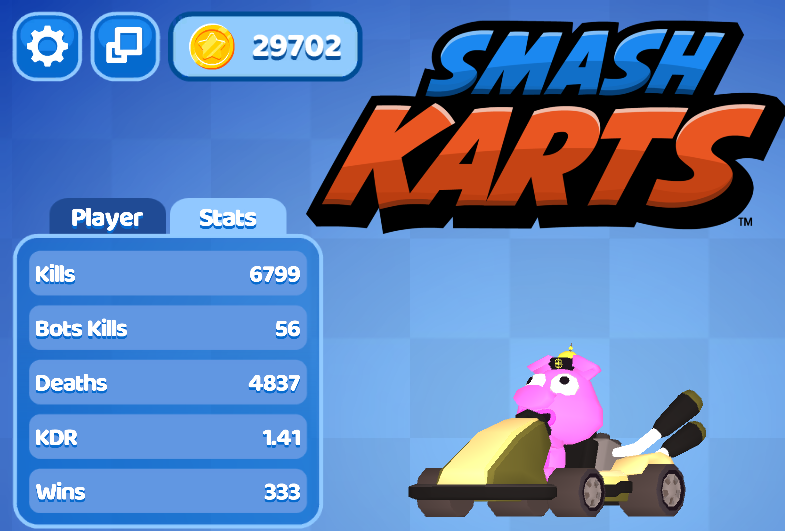 29702
SMASH
KARTS
TM
Player Stats
Kills 6799
Bots Kills 56
Deaths 4837
KDR 1.41
Wins 333